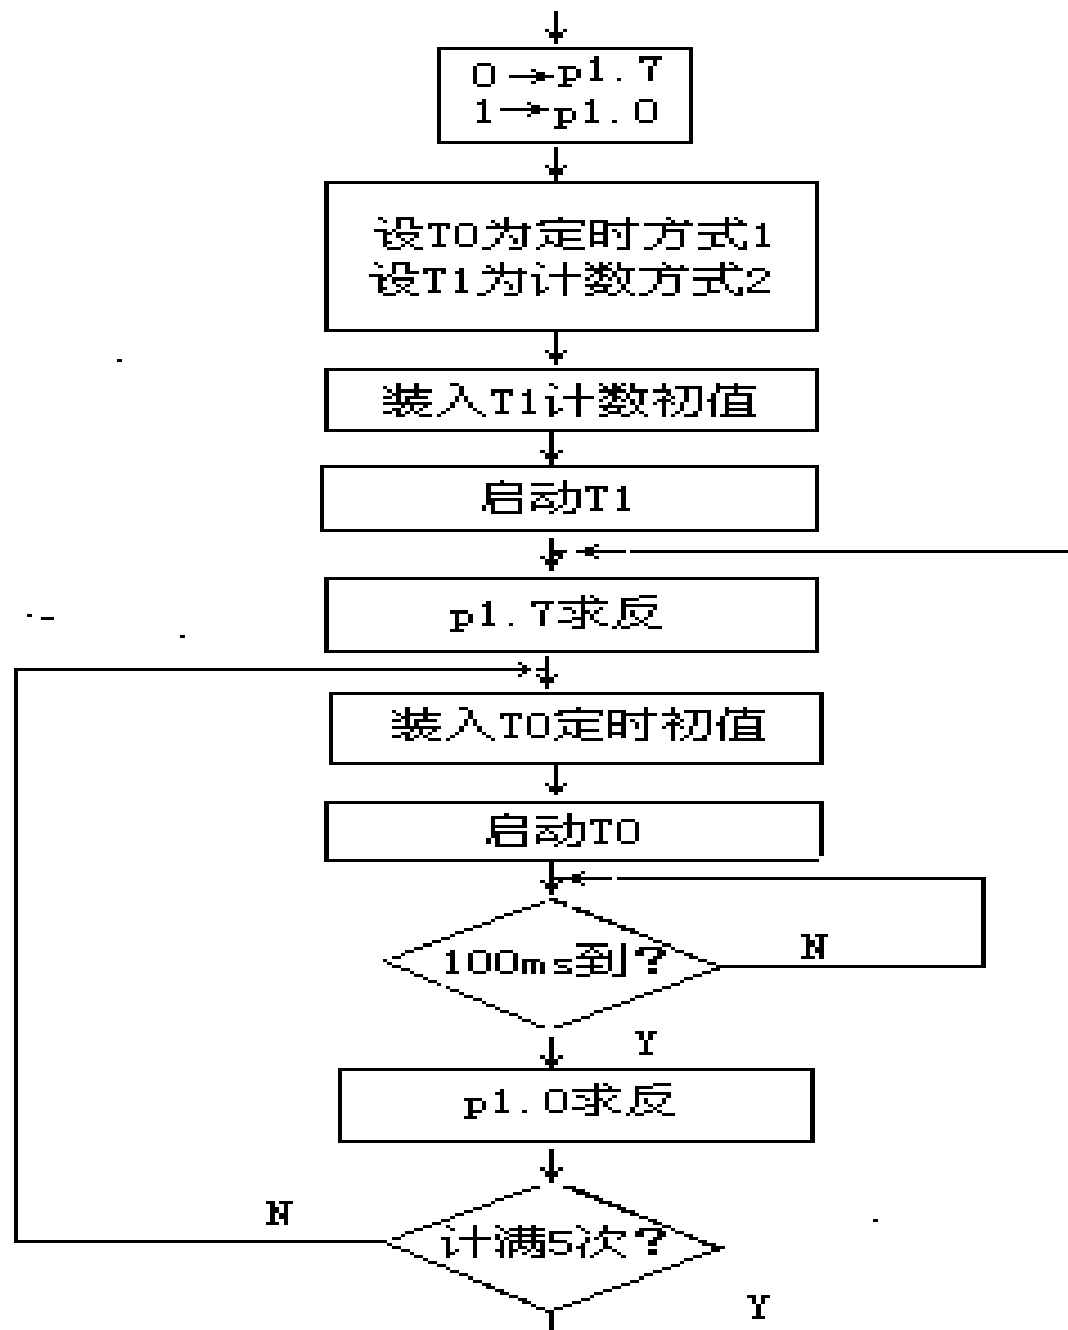 0→p1.7
1→p1.0
设T0为定时方式1
设T1为计数方式2
装入T1计数初值
启动T1
p1.7求反
装入T0定时初值
启动T0
100ms到?
N
Y
p1.0求反
N
计满5次?
Y